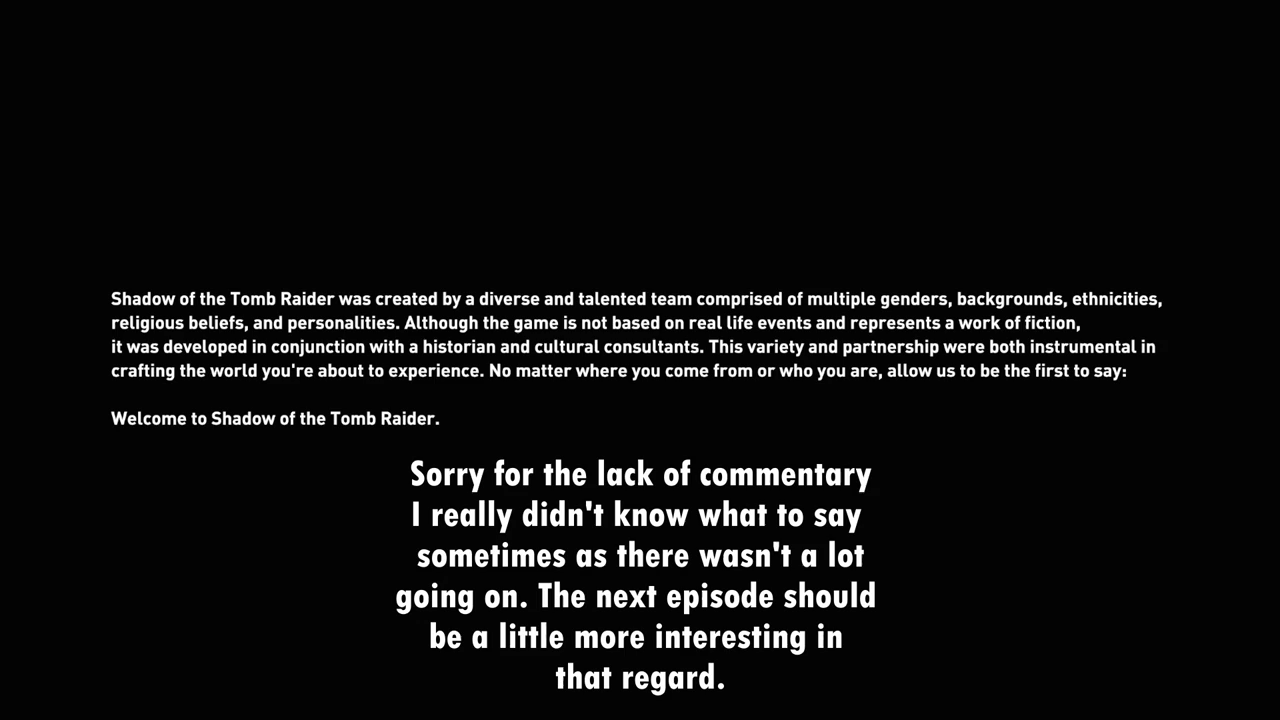 Shadow of the Tomb Raider was created by a diverse and talented team comprised of multiple genders, backgrounds, ethnicities,
religious beliefs, and personalities. Although the game is not based on real life events and represents a work of fiction,
it was developed in conjunction with a historian and cultural consultants. This variety and partnership were both instrumental in
crafting the world you're about to experience. No matter where you come from or who you are, allow us to be the first to say:
Welcome to Shadow of the Tomb Raider.
Sorry for the lack of commentary
I really didn't know what to say
sometimes as there wasn't a lot
going on. The next episode should
be a little more interesting in
that regard.